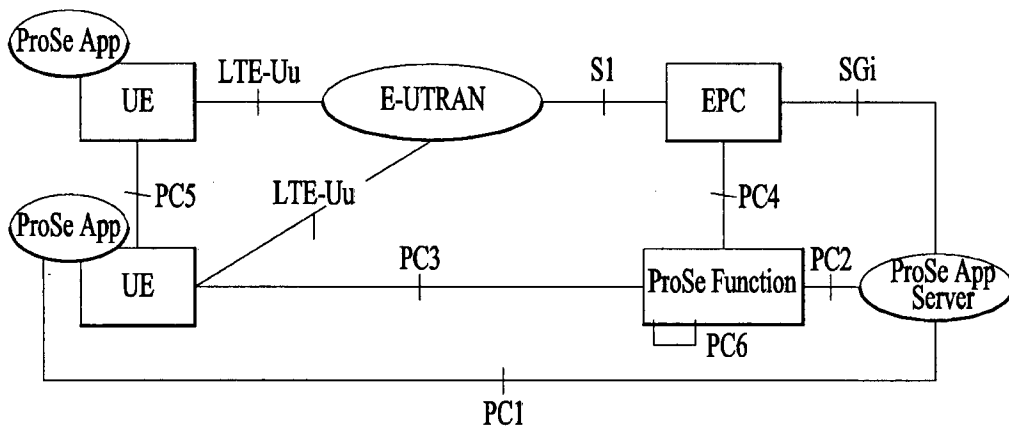 ProSe App
LTE-Uu
S1
SGi
UE
E-UTRAN
EPC
PC5
LTE-Uu
PC4
ProSe App
PC3
PC2
UE
ProSe Function
ProSe App
Server
PC6
PC1